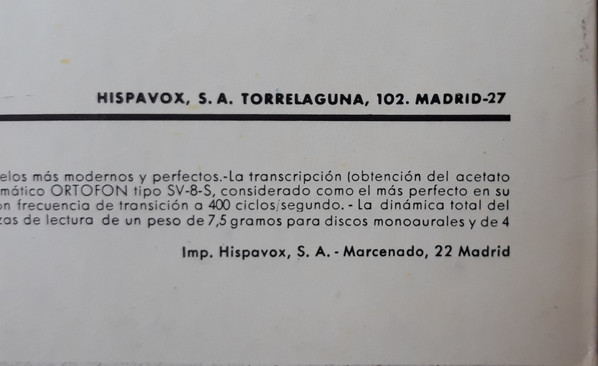 HISPAVOX, S. A. TORRELAGUNA, 102. MADRID-27
elos más modernos y perfectos.-La transcripción (obtención del acetato
mático ORTOFON tipo SV-8-S, considerado como el más perfecto en su
on frecuencia de transición a 400 ciclos/segundo. - La dinámica total del
zas de lectura de un peso de 7,5 gramos para discos monoaurales y de 4
Imp. Hispavox, S. A. - Marcenado, 22 Madrid